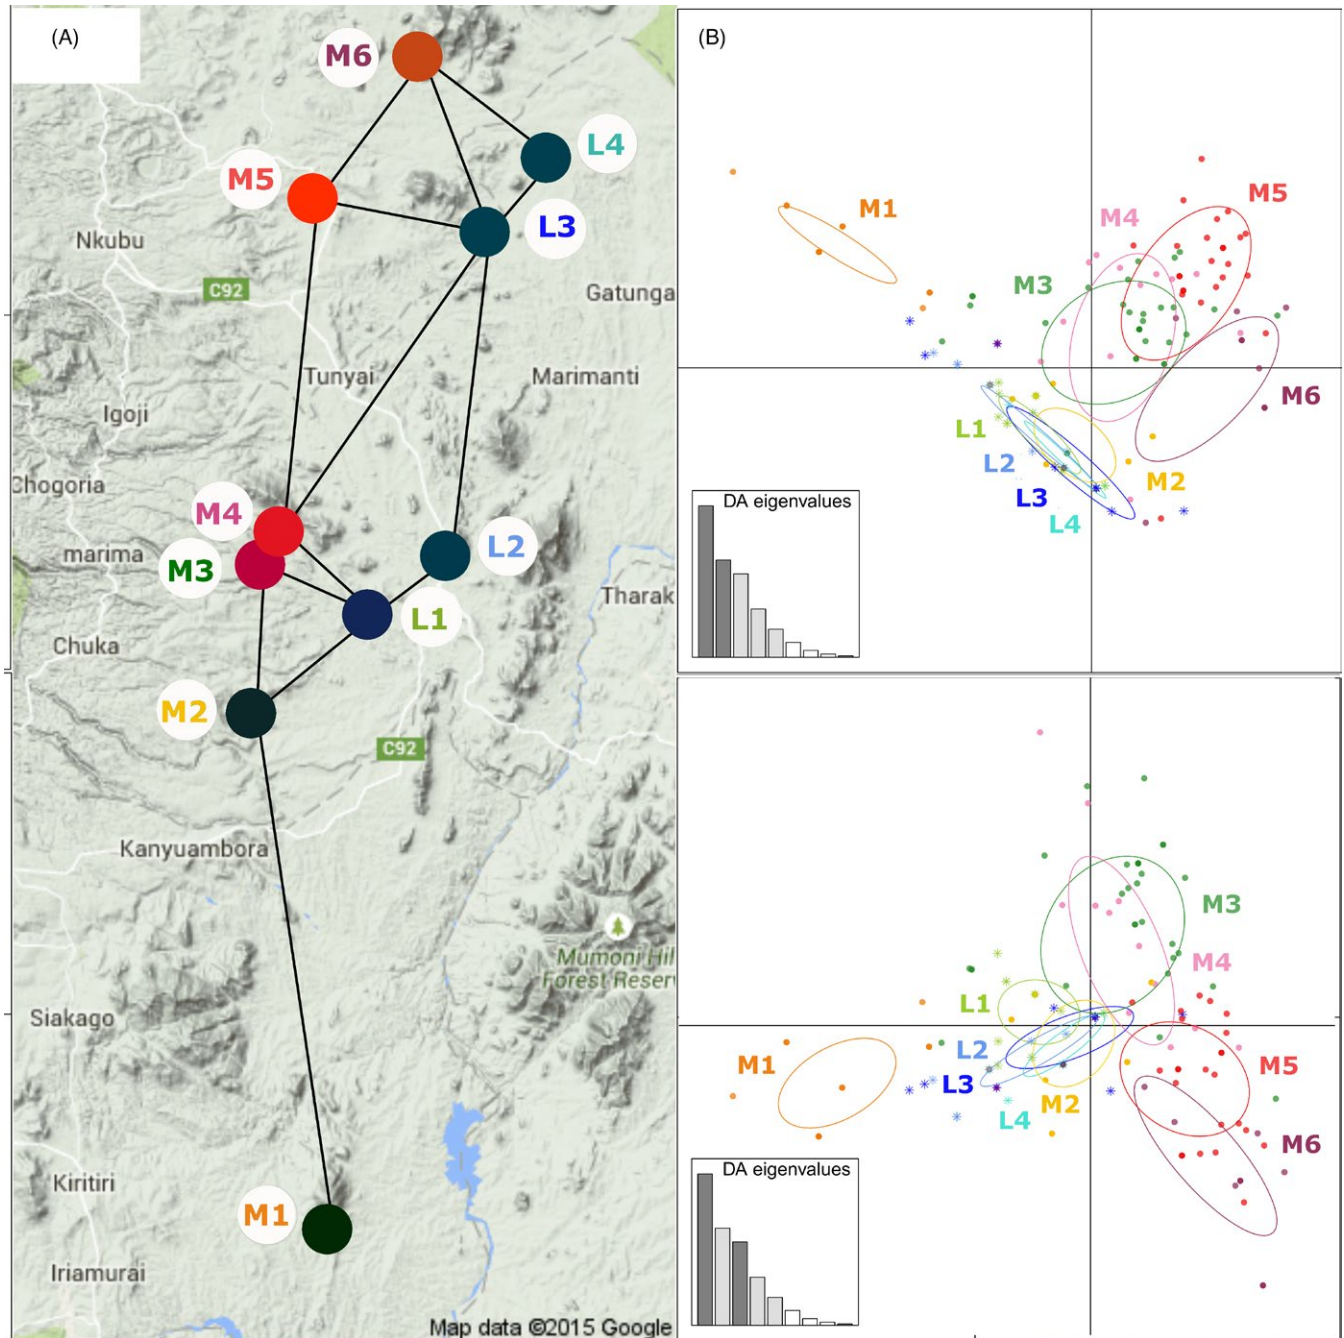 (A)
M6
L4
M5
L3
Nkubu
C92
Gatunga
Tunyai
Marimanti
Igoji
Chogoria
M4
L2
marima
M3
Tharak
L1
Chuka
M2
C92
Kanyuambora
Mumoni Hil
Forest Reser
Siakago
Kiritiri
M1
Iriamurai
Map data ©2015 Google
(B)
M1
M5
M4
M3
M6
L1
L2
M2
L3
L4
DA eigenvalues
M3
M4
L1
M1
L2
M5
L3
M2
L4
M6
DA eigenvalues